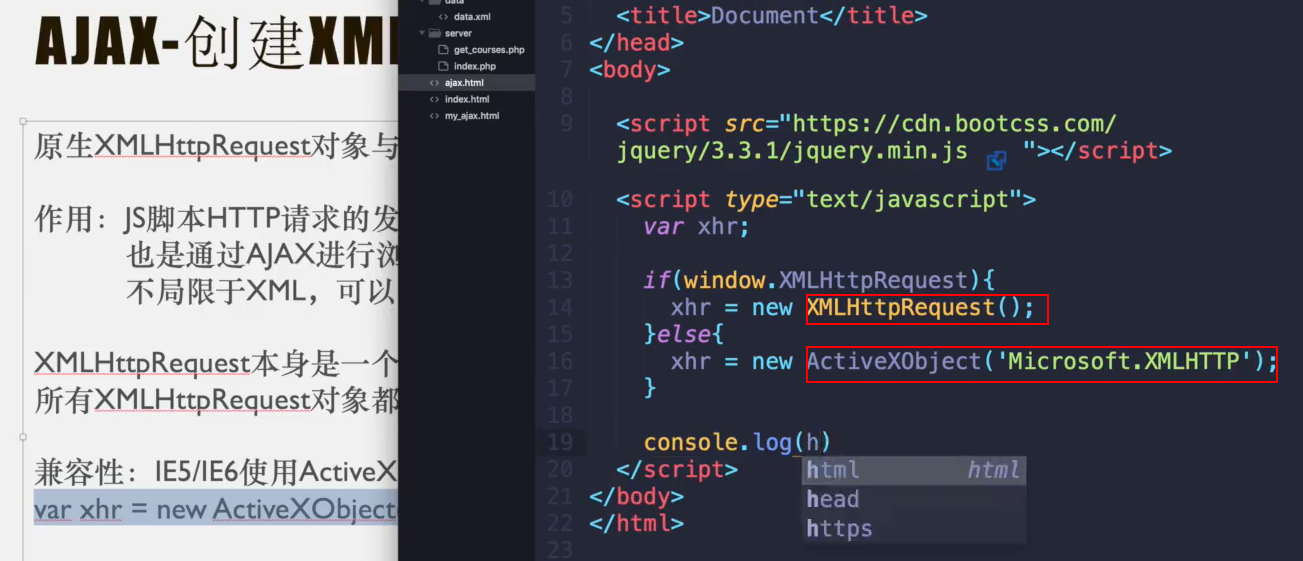 AJAX-创建XML
原生XMLHttpRequest对象与
作用：JS脚本HTTP请求的发
也是通过AJAX进行浏
不局限于XML，可以
XMLHttpRequest本身是一个
所有XMLHttpRequest对象都
兼容性：IE5/IE6使用ActiveX
var xhr = new ActiveXObject(
data
data.xml
server
get_courses.php
index.php
ajax.html
index.html
my_ajax.html
5 <title>Document</title>
6 </head>
7 <body>
8
9 <script src="https://cdn.bootcss.com/
jquery/3.3.1/jquery.min.js "></script>
10 <script type="text/javascript">
11 var xhr;
12
13 if(window.XMLHttpRequest){
14 xhr = new XMLHttpRequest();
15 }else{
16 xhr = new ActiveXObject('Microsoft.XMLHTTP');
17 }
18
19 console.log(h)
20 </script>
21 </body>
22 </html>
23
html html
head
https